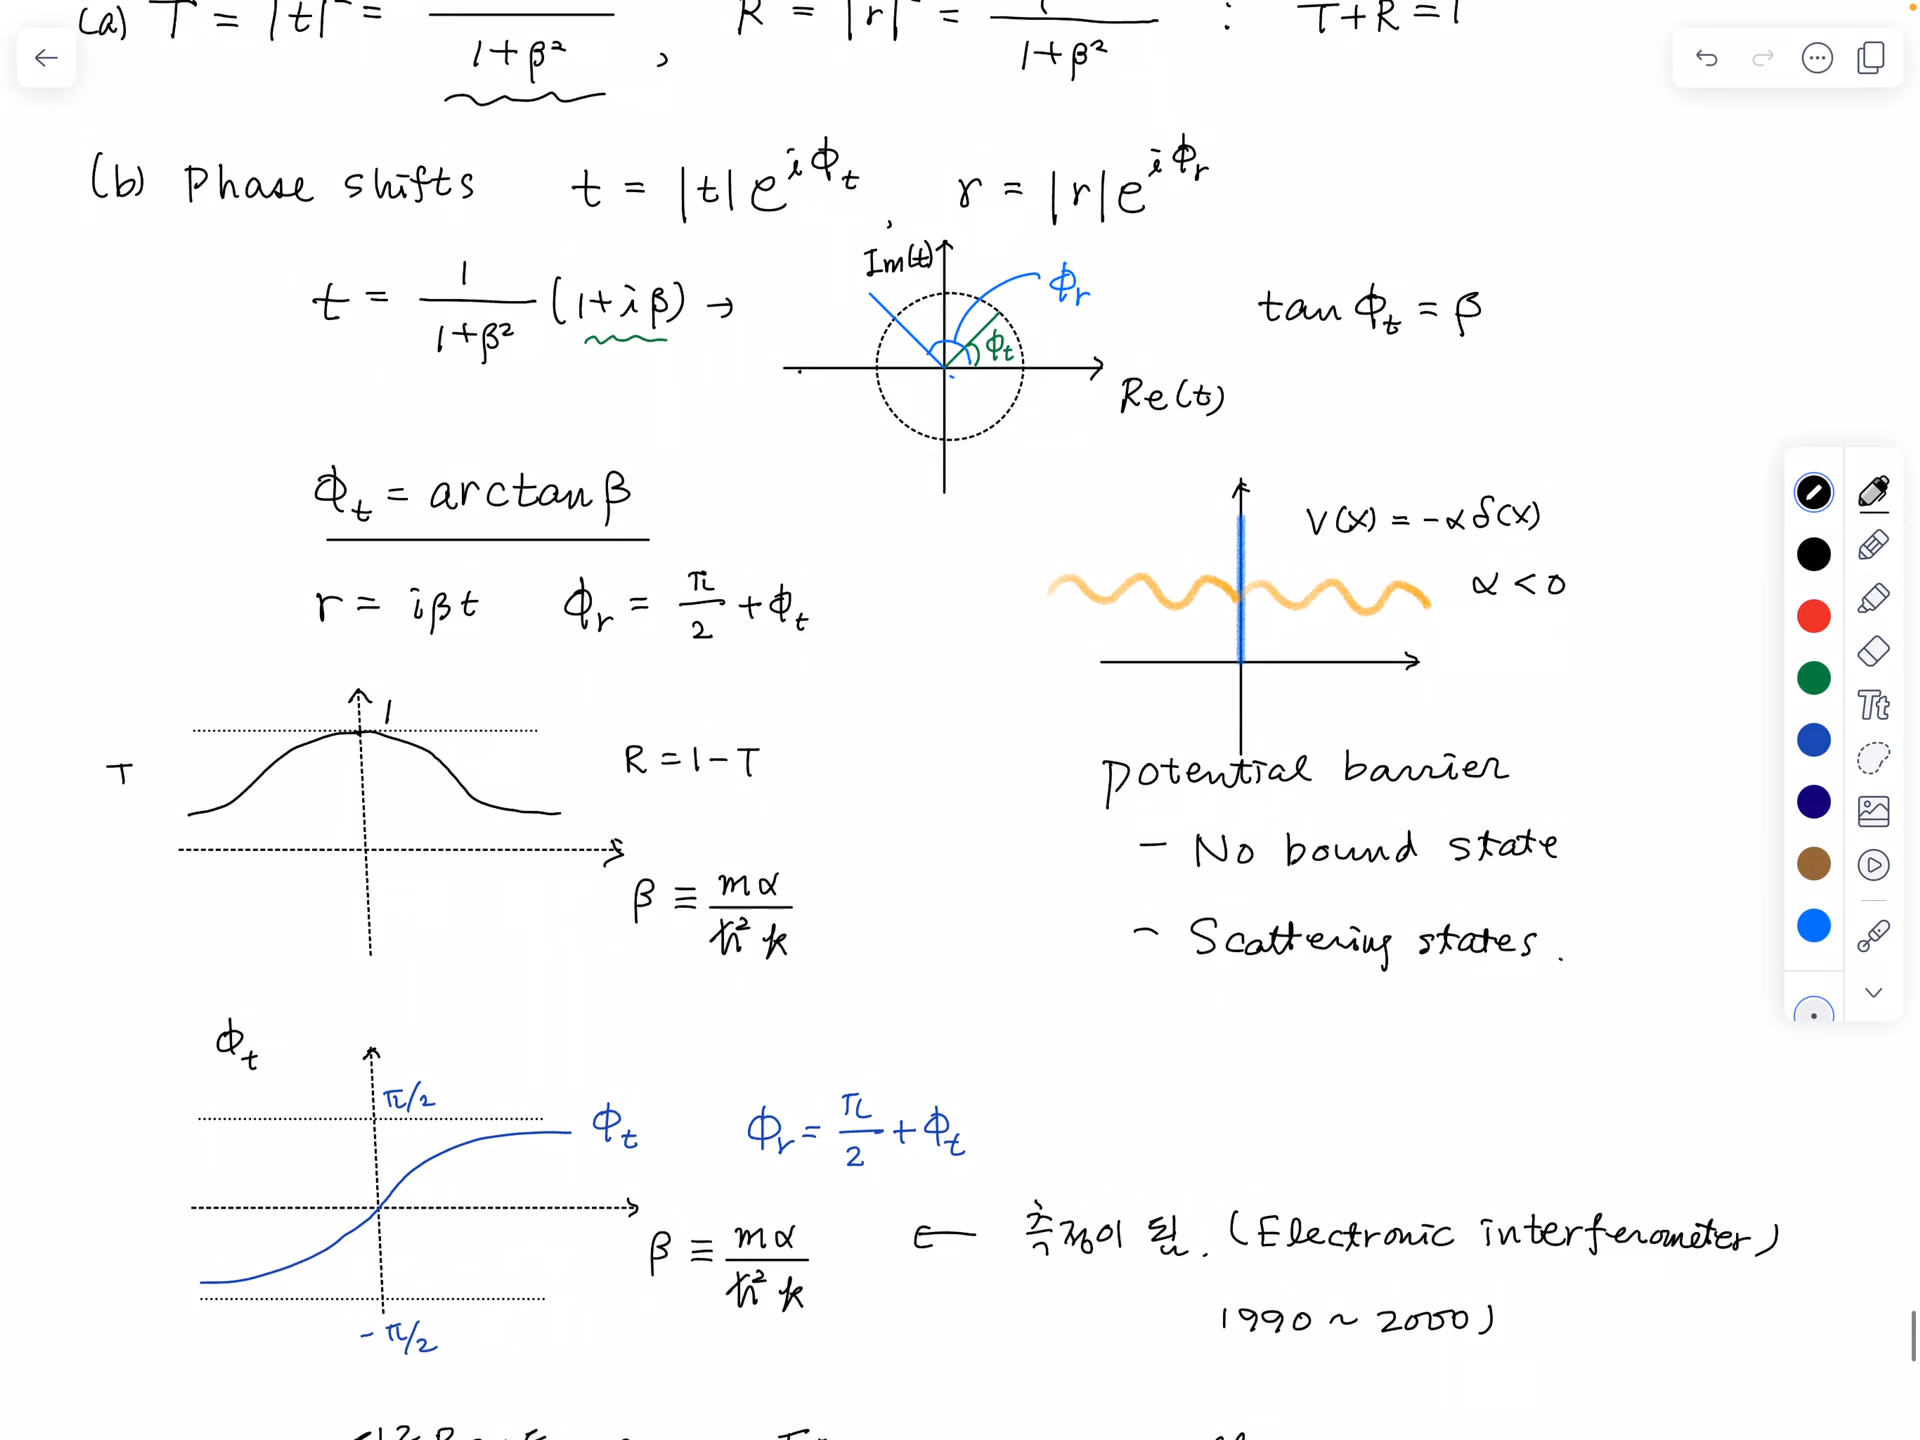 (a) T = |t|² = ─── / 1+β² , R = |r|² = ─── / 1+β² : T+R = 1
(b) Phase shifts t = |t| e^{iϕ_t} , r = |r| e^{iϕ_r}
t = 1/(1+β²) (1+iβ) →
Im(t)
ϕ_r
ϕ_t
Re(t)
tan ϕ_t = β
ϕ_t = arctan β
r = iβt ϕ_r = π/2 + ϕ_t
V(x) = -αδ(x)
α < 0
potential barrier
- No bound state
- Scattering states.
T
1
R = 1-T
β ≡ mα/ħ²k
ϕ_t
π/2
ϕ_t
ϕ_r = π/2 + ϕ_t
-π/2
β ≡ mα/ħ²k
← 측정이 됨. (Electronic interferometer)
1990 ~ 2000)
Tt